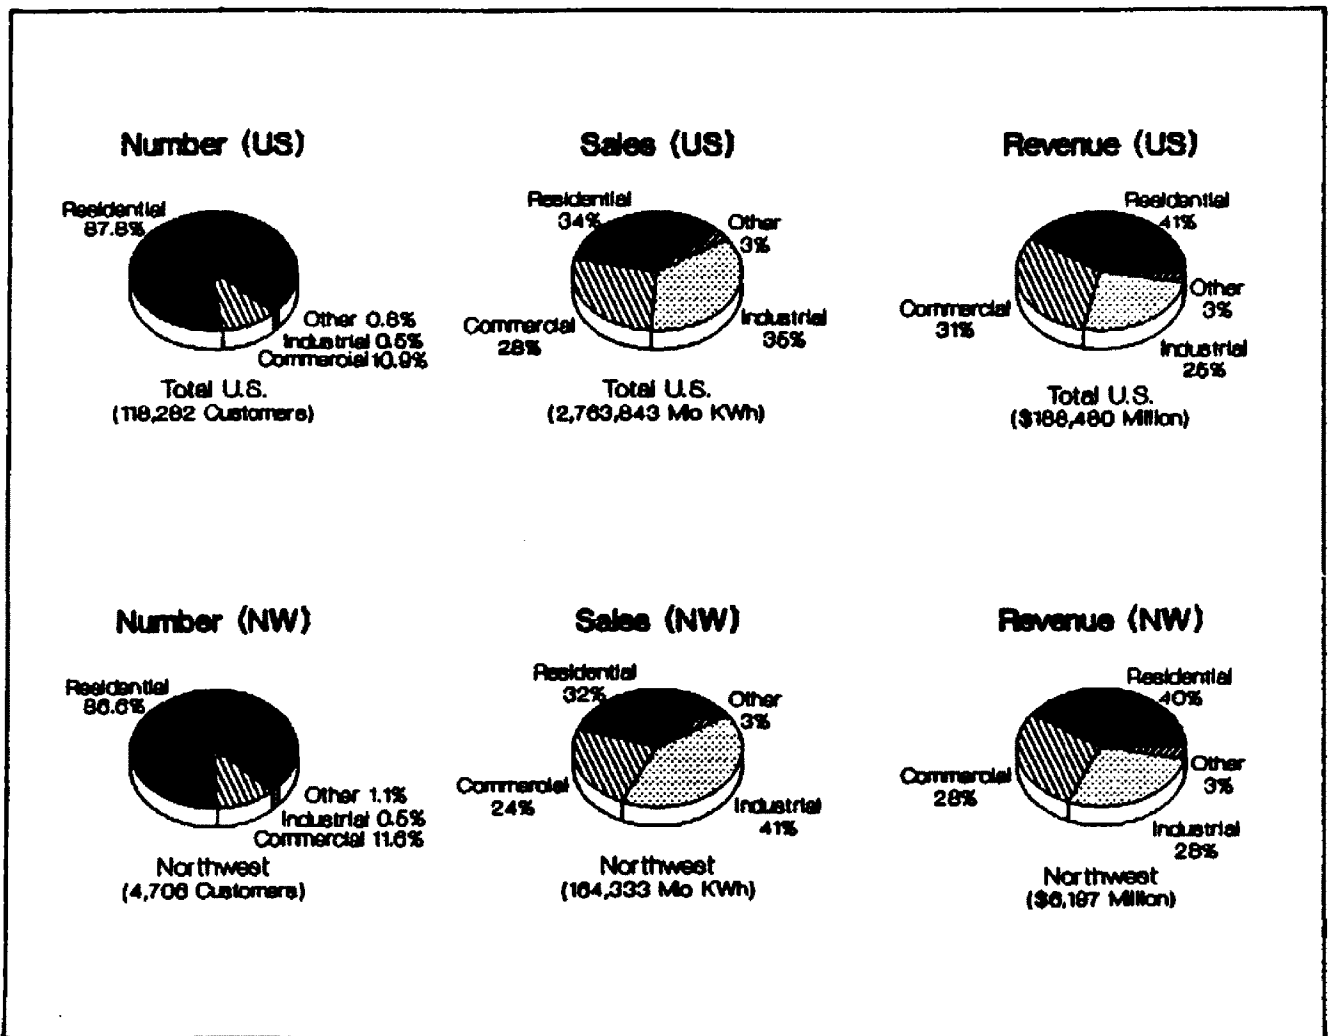 Number (US)
Residential
87.8%
Other 0.8%
Industrial 0.5%
Commercial 10.9%
Total U.S.
(118,282 Customers)
Sales (US)
Residential
34%
Other
3%
Commercial
28%
Industrial
35%
Total U.S.
(2,763,843 Mo KWh)
Revenue (US)
Residential
41%
Other
3%
Commercial
31%
Industrial
25%
Total U.S.
($188,480 Million)
Number (NW)
Residential
86.6%
Other 1.1%
Industrial 0.5%
Commercial 11.6%
Northwest
(4,706 Customers)
Sales (NW)
Residential
32%
Other
3%
Commercial
24%
Industrial
41%
Northwest
(164,333 Mo KWh)
Revenue (NW)
Residential
40%
Other
3%
Commercial
28%
Industrial
28%
Northwest
($6,197 Million)